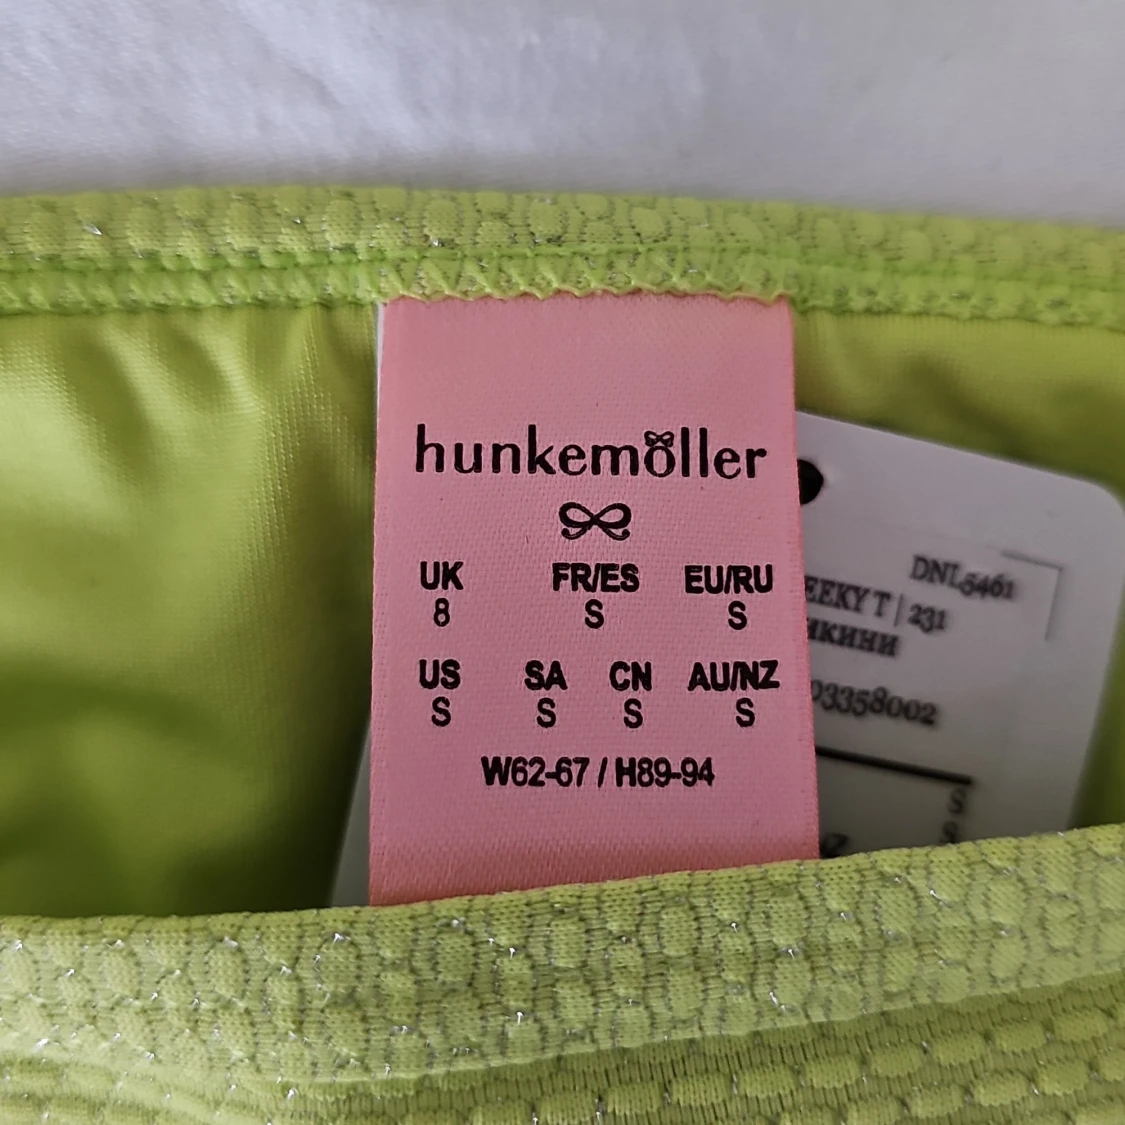 hunkemöller
UK FR/ES EU/RU
8 S S
US SA CN AU/NZ
S S S S
W62-67 / H89-94
DNL5461
EEKY T | 231
ИКИНИ
03358002
S